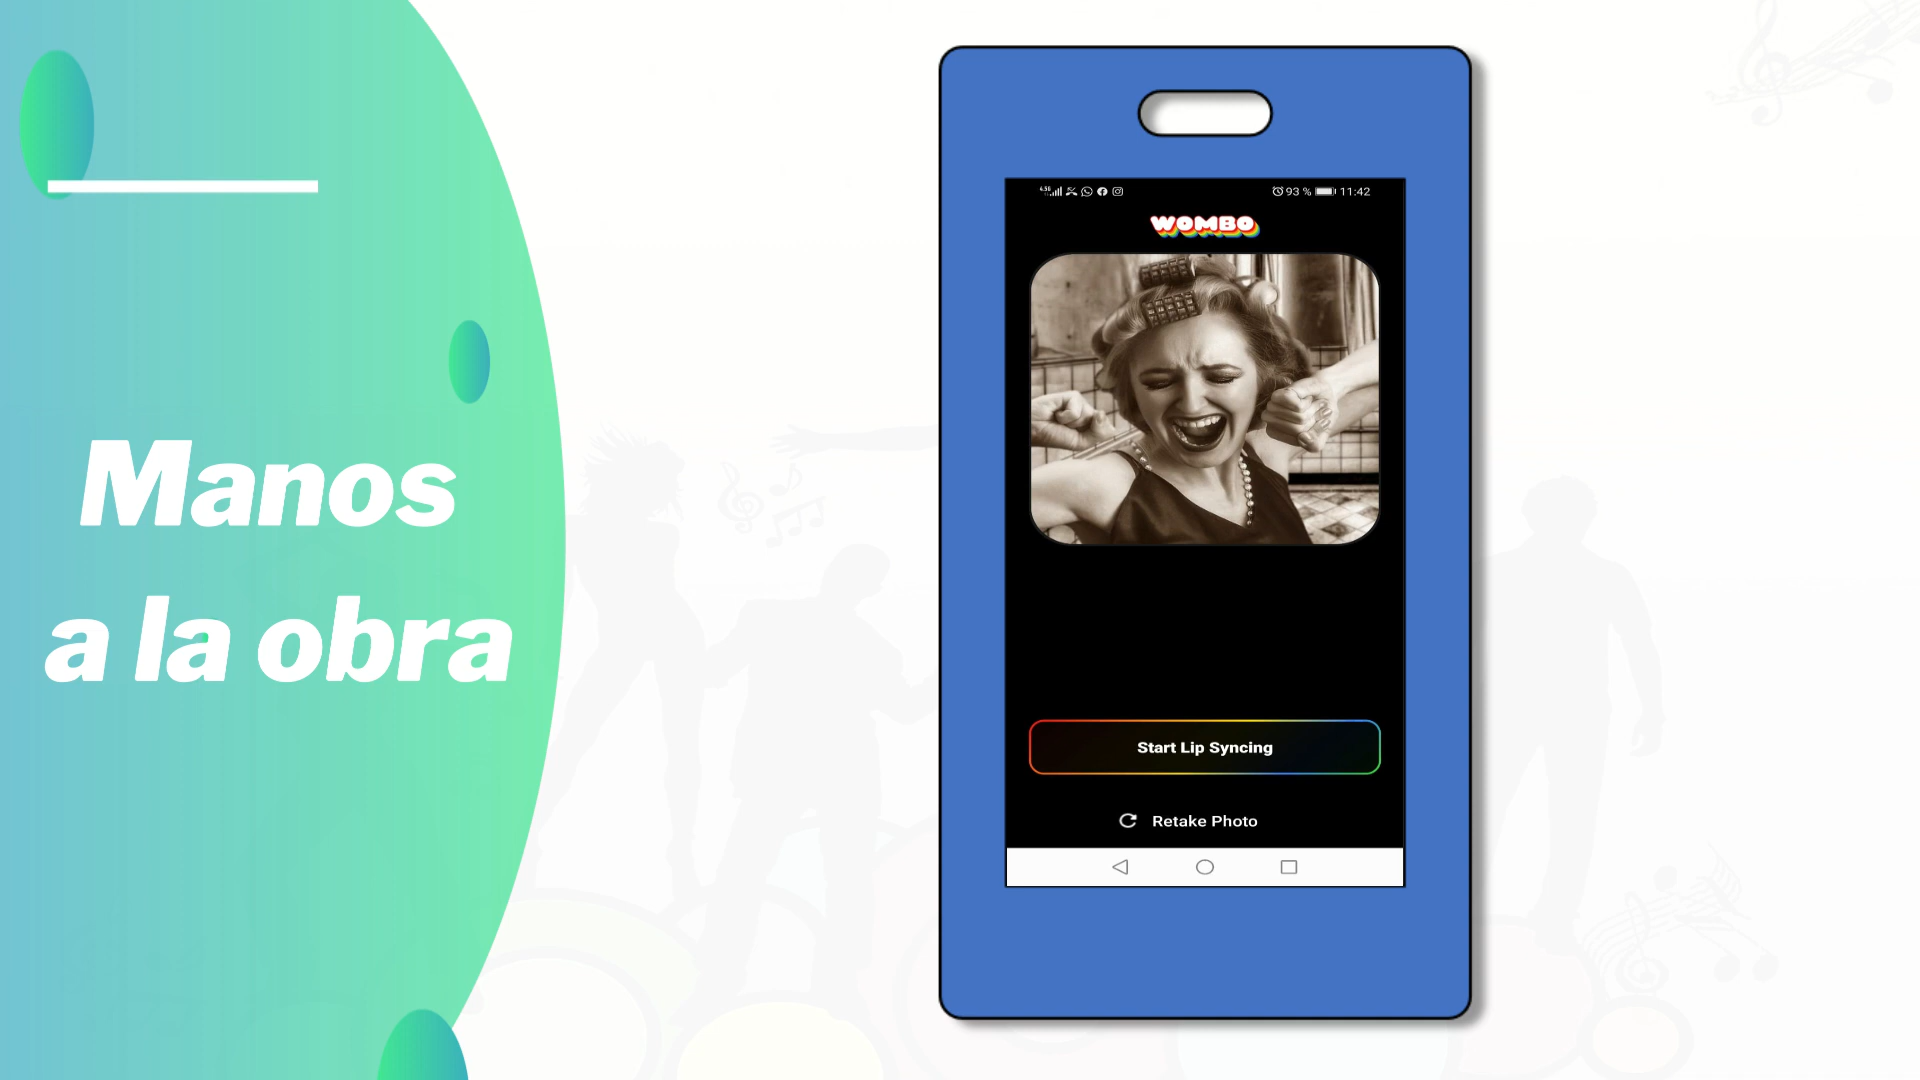 Manos
a la obra
93 % 11:42
WOMBO
Start Lip Syncing
Retake Photo